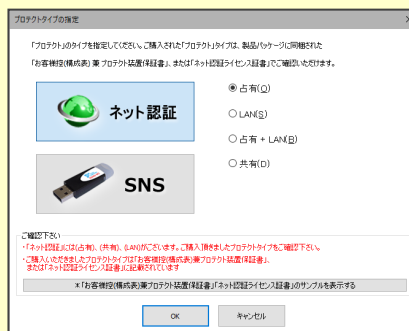 プロテクトタイプの指定
「プロテクト」のタイプを指定してください。ご購入された「プロテクト」タイプは、製品パッケージに同梱された
「お客様控(構成表) 兼 プロテクト装置保証書」、または「ネット認証ライセンス証書」でご確認いただけます。
ネット認証
SNS
占有(O)
LAN(S)
占有 + LAN(B)
共有(D)
ご確認下さい
・「ネット認証」には(占有)、(共有)、(LAN)がございます。ご購入頂きましたプロテクトタイプをご確認下さい。
・ご購入いただきましたプロテクトタイプは「お客様控(構成表)兼プロテクト装置保証書」、
または「ネット認証ライセンス証書」に記載されています
＊「お客様控(構成表)兼プロテクト装置保証書」「ネット認証ライセンス証書」のサンプルを表示する
OK
キャンセル